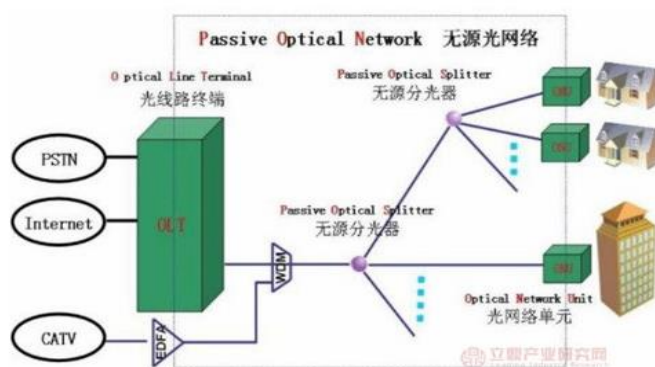 Passive Optical Network 无源光网络
Optical Line Terminal
光线路终端
Passive Optical Splitter
无源分光器
ONU
ONU
PSTN
Internet
OLT
Passive Optical Splitter
无源分光器
WDM
ONU
Optical Network Unit
光网络单元
CATV
EDFA
立鼎产业研究网